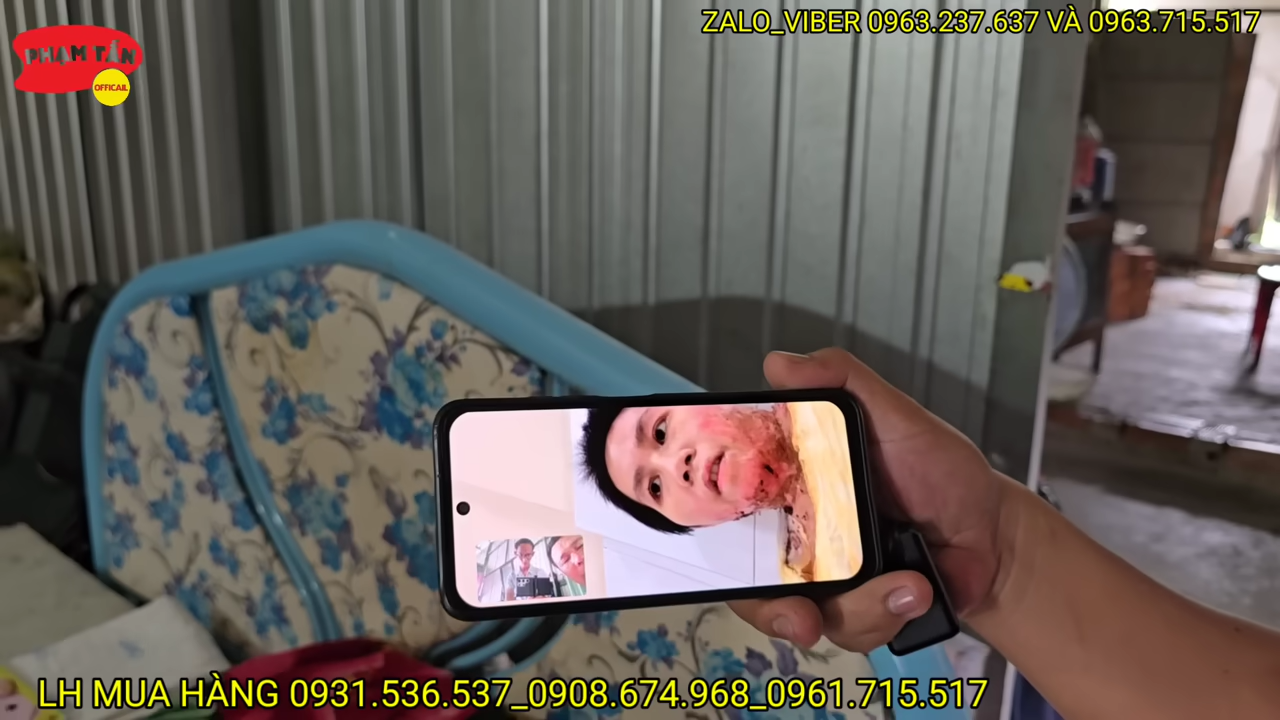 ZALO_VIBER 0963.237.637 VÀ 0963.715.517
PHẠM TẤN
OFFICAIL
LH MUA HÀNG 0931.536.537_0908.674.968_0961.715.517